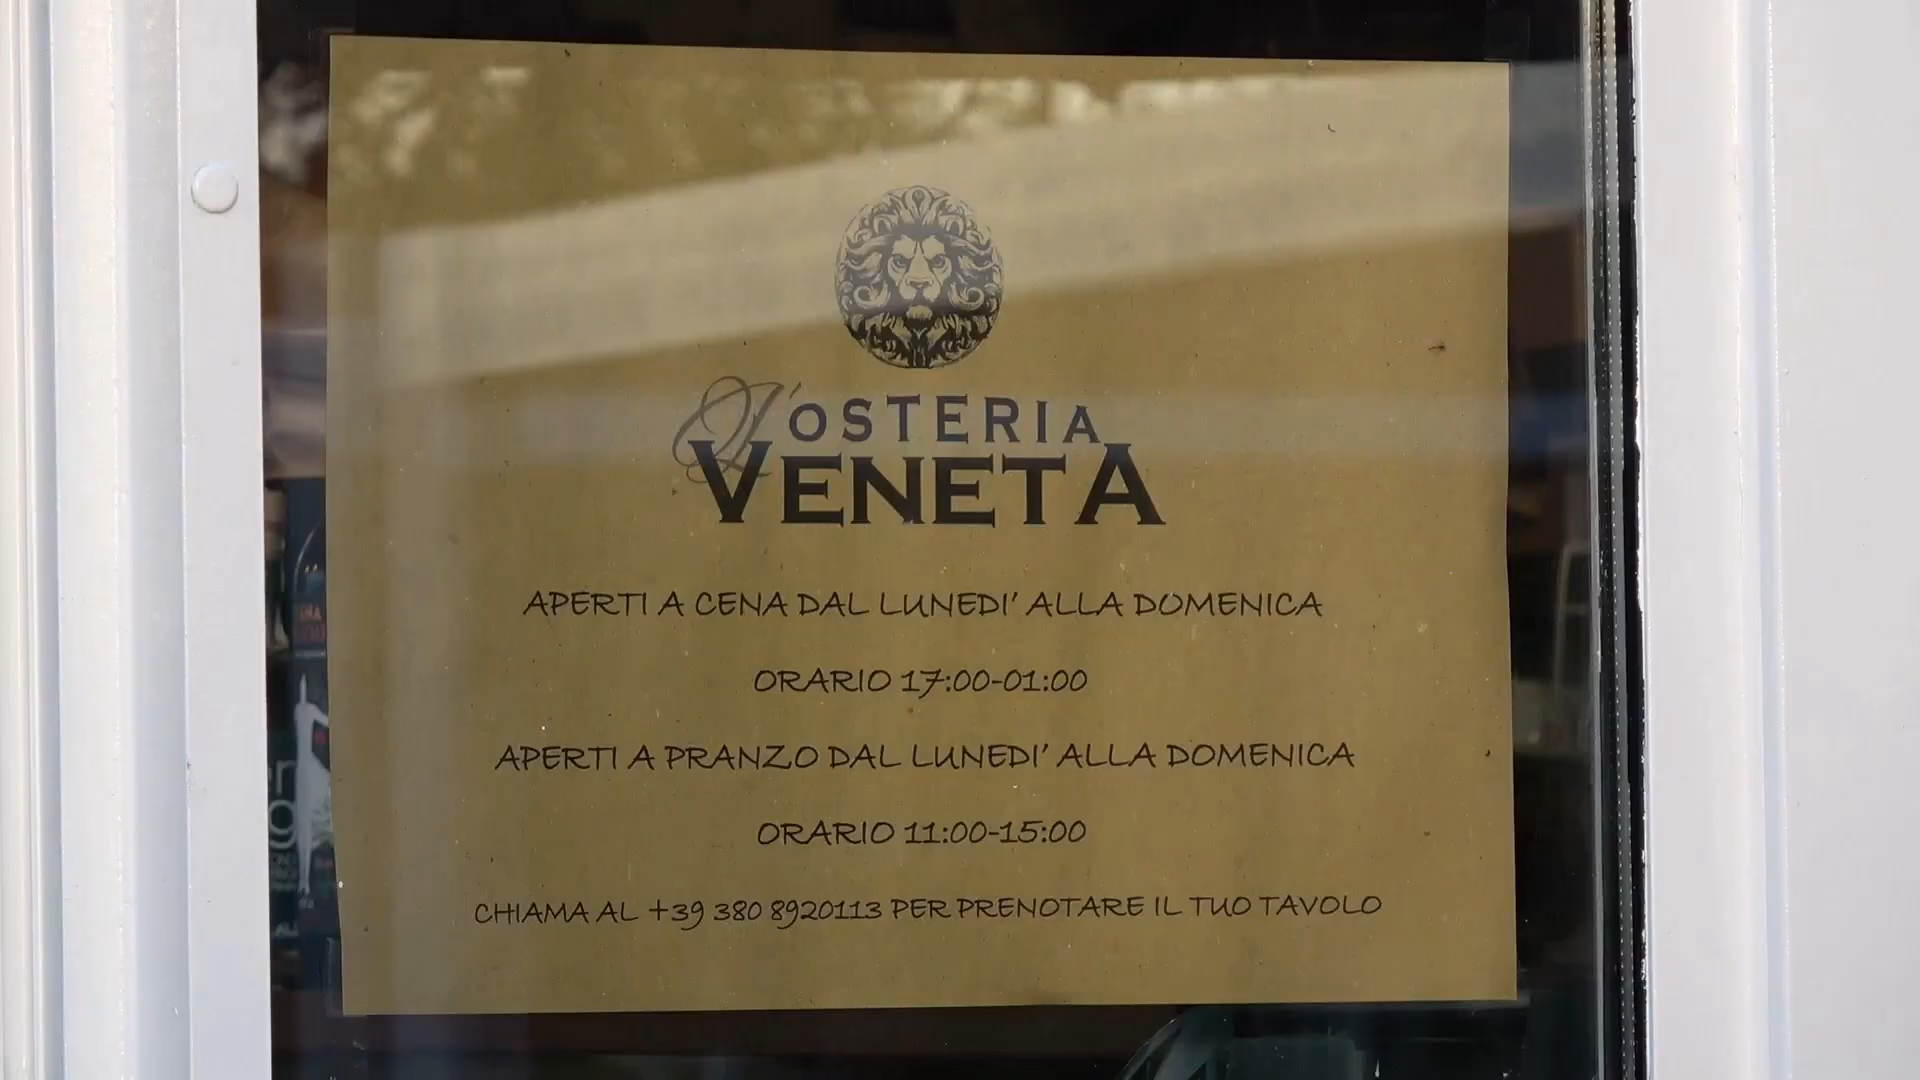 L'OSTERIA
VENETA
APERTI A CENA DAL LUNEDI' ALLA DOMENICA
ORARIO 17:00-01:00
APERTI A PRANZO DAL LUNEDI' ALLA DOMENICA
ORARIO 11:00-15:00
CHIAMA AL +39 380 8920113 PER PRENOTARE IL TUO TAVOLO